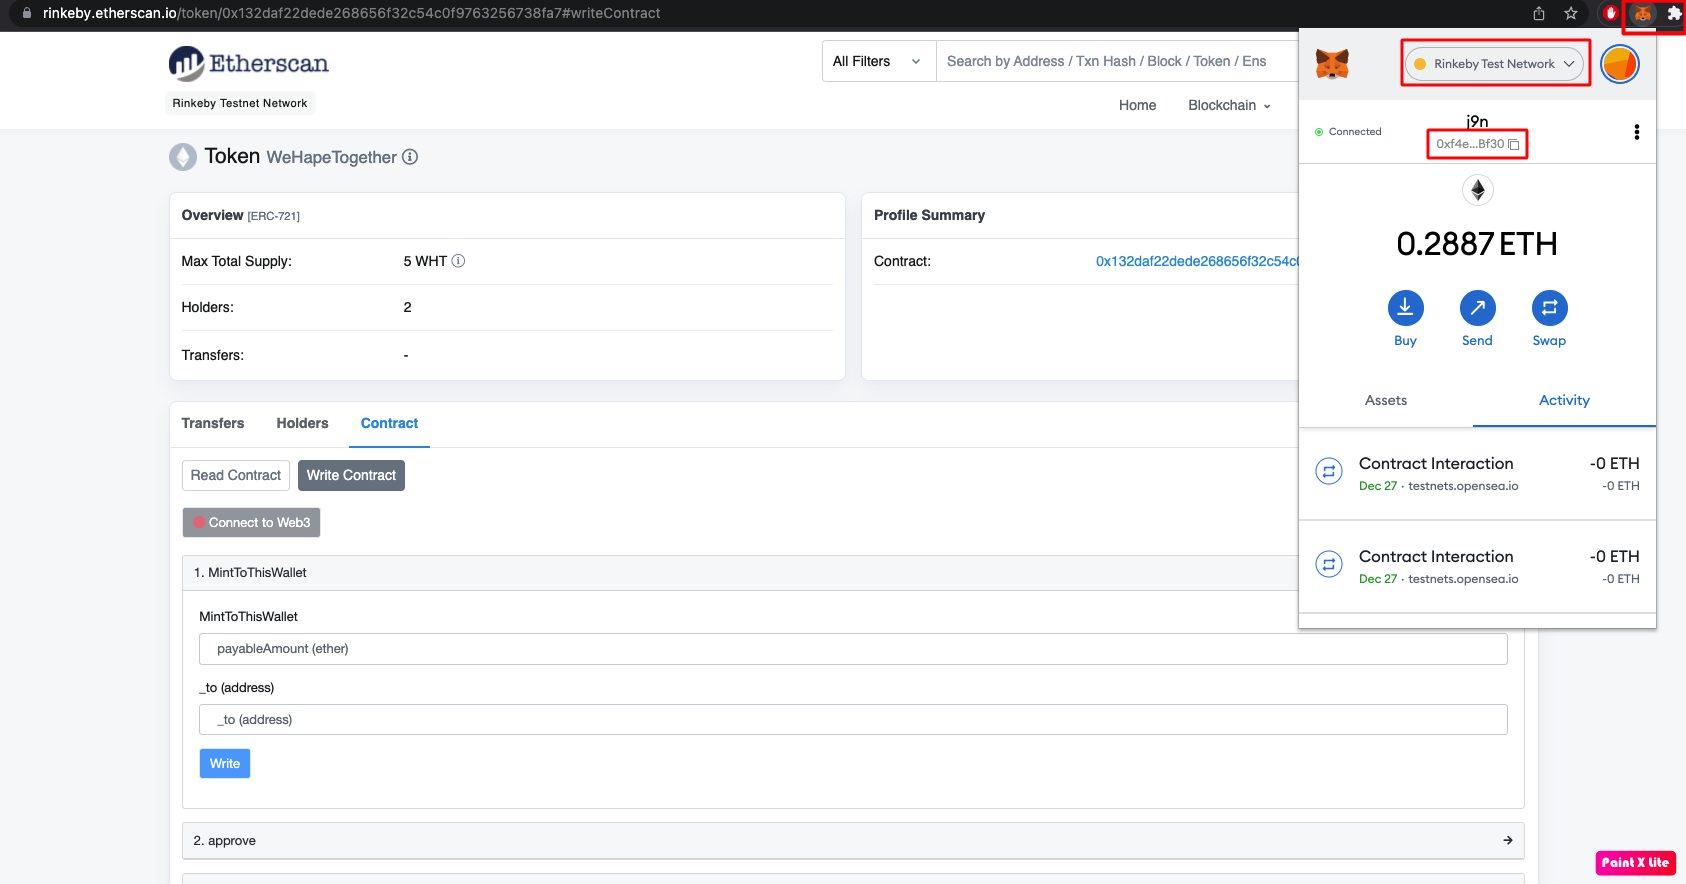 rinkeby.etherscan.io/token/0x132daf22dede268656f32c54c0f9763256738fa7#writeContract
Etherscan
Rinkeby Testnet Network
All Filters
Search by Address / Txn Hash / Block / Token / Ens
Home
Blockchain
Token WeHapeTogether
Overview [ERC-721]
Max Total Supply:
5 WHT
Holders:
2
Transfers:
-
Profile Summary
Contract:
0x132daf22dede268656f32c54c
Transfers
Holders
Contract
Read Contract
Write Contract
Connect to Web3
1. MintToThisWallet
MintToThisWallet
payableAmount (ether)
_to (address)
_to (address)
Write
2. approve
Rinkeby Test Network
Connected
j9n
0xf4e...Bf30
0.2887 ETH
Buy
Send
Swap
Assets
Activity
Contract Interaction
-0 ETH
Dec 27 · testnets.opensea.io
-0 ETH
Contract Interaction
-0 ETH
Dec 27 · testnets.opensea.io
-0 ETH
Paint X Lite